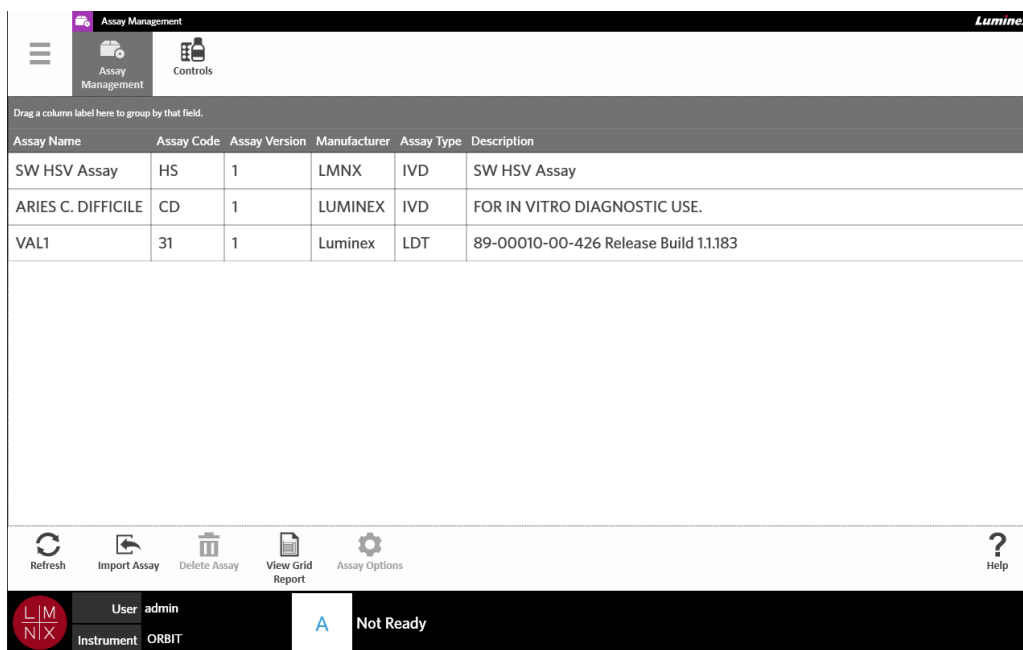 Assay Management
Luminex
Assay
Management
Controls
Drag a column label here to group by that field.
Assay Name Assay Code Assay Version Manufacturer Assay Type Description
SW HSV Assay HS 1 LMNX IVD SW HSV Assay
ARIES C. DIFFICILE CD 1 LUMINEX IVD FOR IN VITRO DIAGNOSTIC USE.
VAL1 31 1 Luminex LDT 89-00010-00-426 Release Build 1.1.183
Refresh
Import Assay
Delete Assay
View Grid
Report
Assay Options
?
Help
L M
N X
User admin
Instrument ORBIT
A
Not Ready